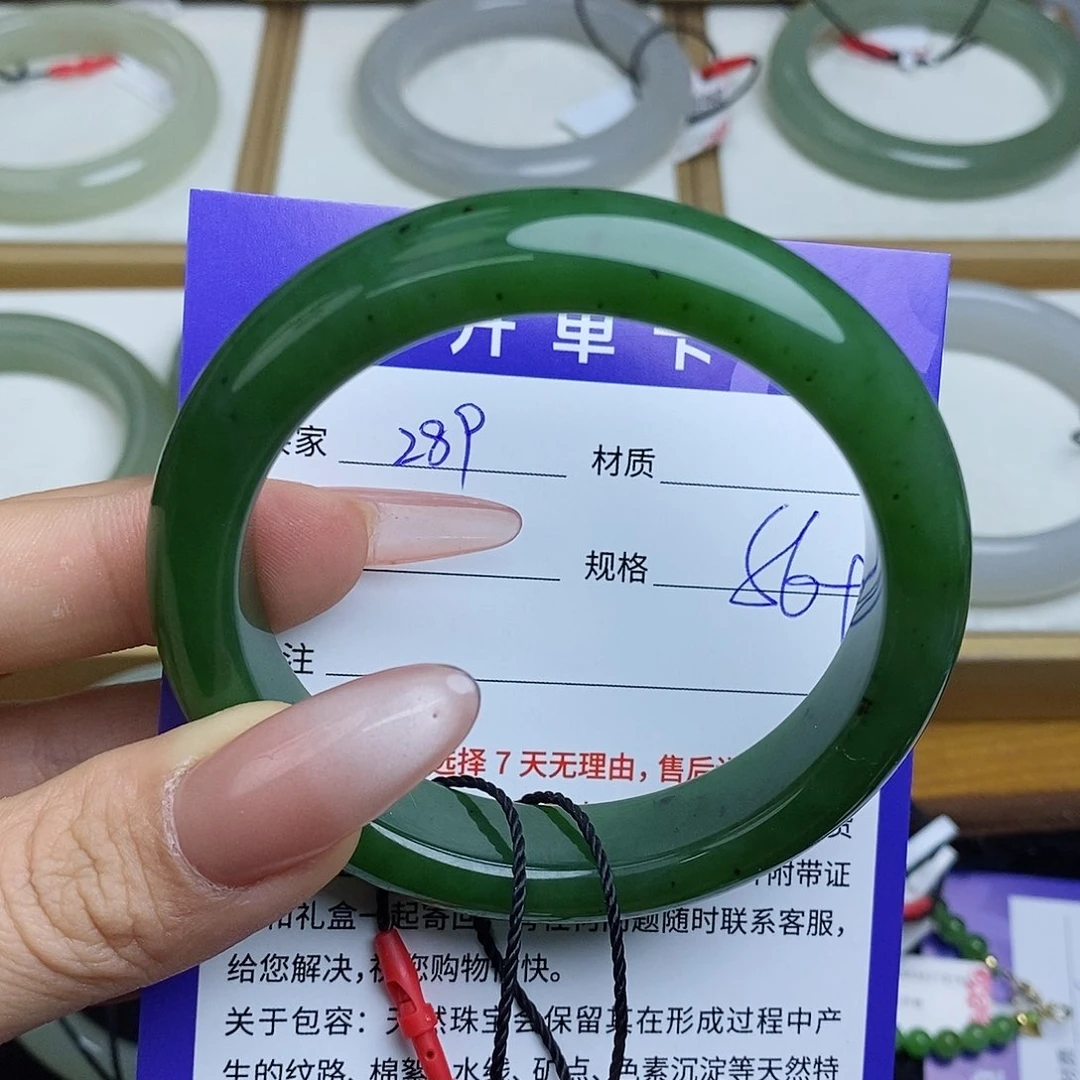 开单卡
家 28P 材质
规格
注
选择 7 天无理由，售后
附带证
和礼盒一起寄回，有任何问题随时联系客服，
给您解决，祝您购物愉快。
关于包容：天然珠宝会保留其在形成过程中产
生的纹路、棉絮、水线、矿点、色素沉淀等天然特